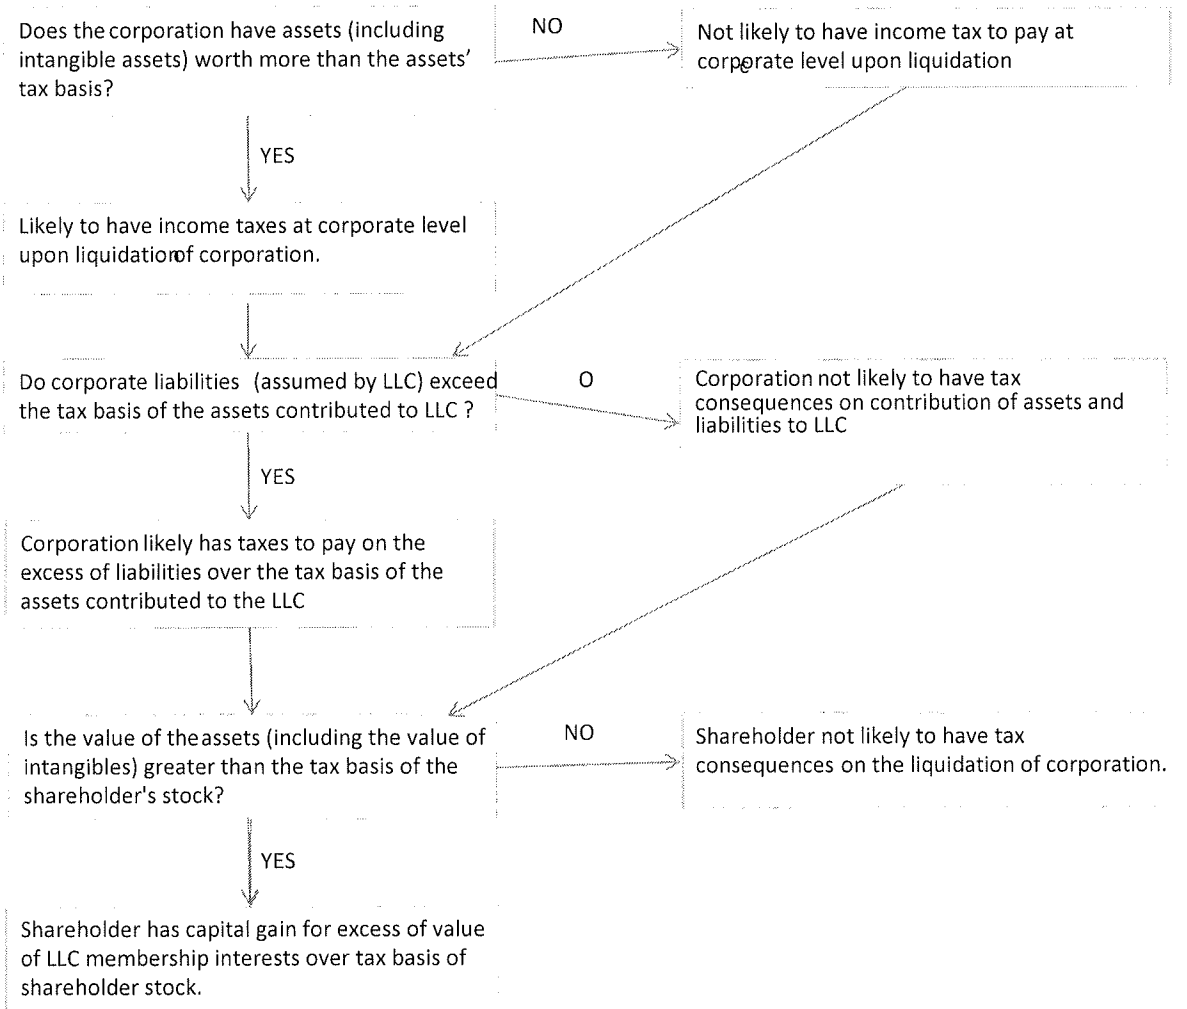 Does the corporation have assets (including
intangible assets) worth more than the assets'
tax basis?
NO
Not likely to have income tax to pay at
corporate level upon liquidation
YES
Likely to have income taxes at corporate level
upon liquidation of corporation.
Do corporate liabilities (assumed by LLC) exceed
the tax basis of the assets contributed to LLC ?
O
Corporation not likely to have tax
consequences on contribution of assets and
liabilities to LLC
YES
Corporation likely has taxes to pay on the
excess of liabilities over the tax basis of the
assets contributed to the LLC
Is the value of the assets (including the value of
intangibles) greater than the tax basis of the
shareholder's stock?
NO
Shareholder not likely to have tax
consequences on the liquidation of corporation.
YES
Shareholder has capital gain for excess of value
of LLC membership interests over tax basis of
shareholder stock.